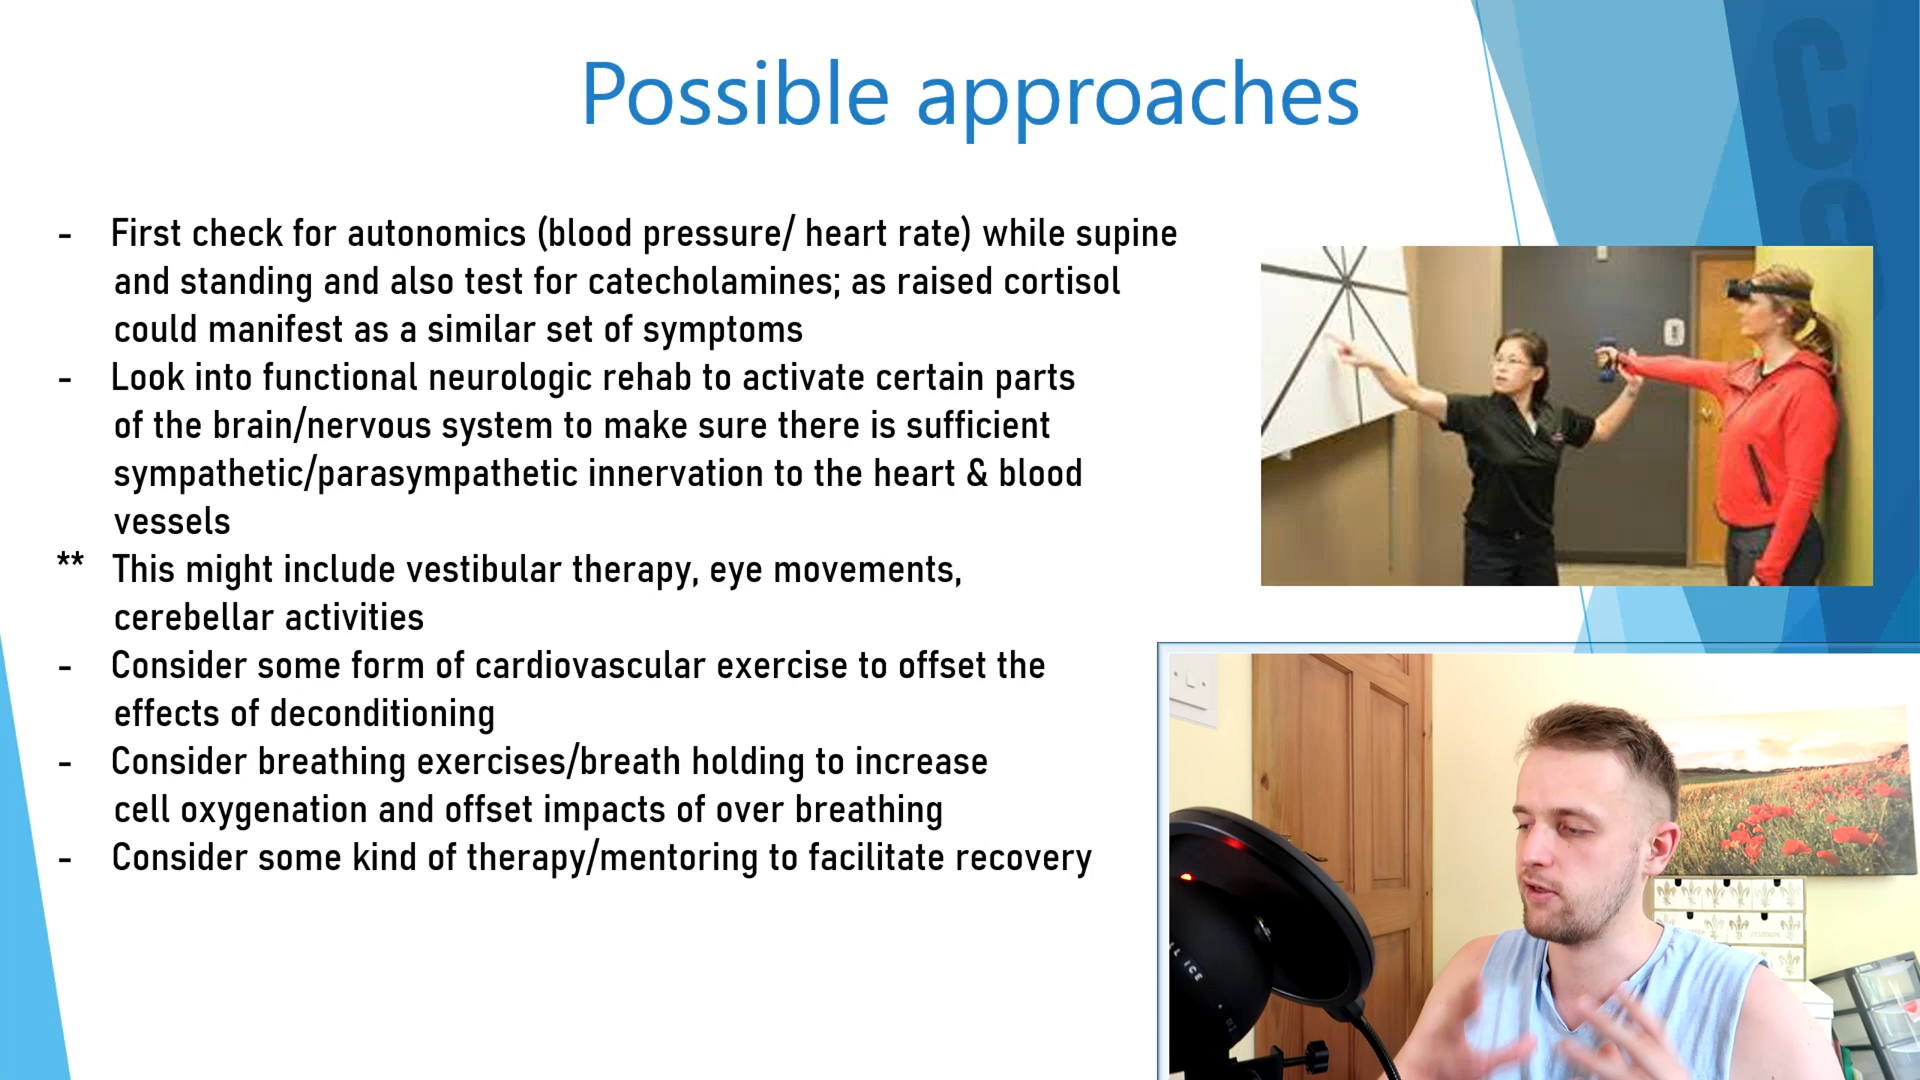 Possible approaches
- First check for autonomics (blood pressure/ heart rate) while supine
and standing and also test for catecholamines; as raised cortisol
could manifest as a similar set of symptoms
- Look into functional neurologic rehab to activate certain parts
of the brain/nervous system to make sure there is sufficient
sympathetic/parasympathetic innervation to the heart & blood
vessels
** This might include vestibular therapy, eye movements,
cerebellar activities
- Consider some form of cardiovascular exercise to offset the
effects of deconditioning
- Consider breathing exercises/breath holding to increase
cell oxygenation and offset impacts of over breathing
- Consider some kind of therapy/mentoring to facilitate recovery
ICE